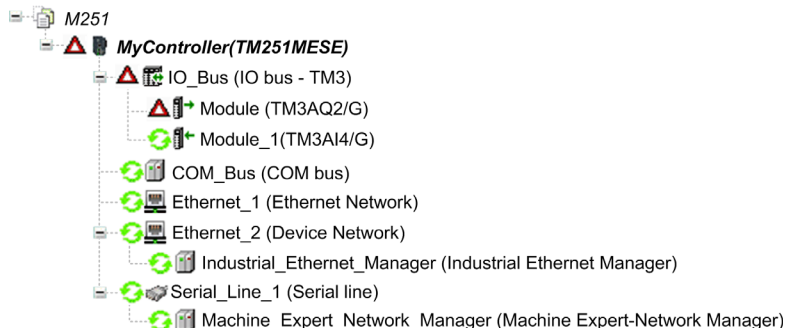 M251
MyController(TM251MESE)
IO_Bus (IO bus - TM3)
Module (TM3AQ2/G)
Module_1(TM3AI4/G)
COM_Bus (COM bus)
Ethernet_1 (Ethernet Network)
Ethernet_2 (Device Network)
Industrial_Ethernet_Manager (Industrial Ethernet Manager)
Serial_Line_1 (Serial line)
Machine_Expert_Network_Manager (Machine Expert-Network Manager)